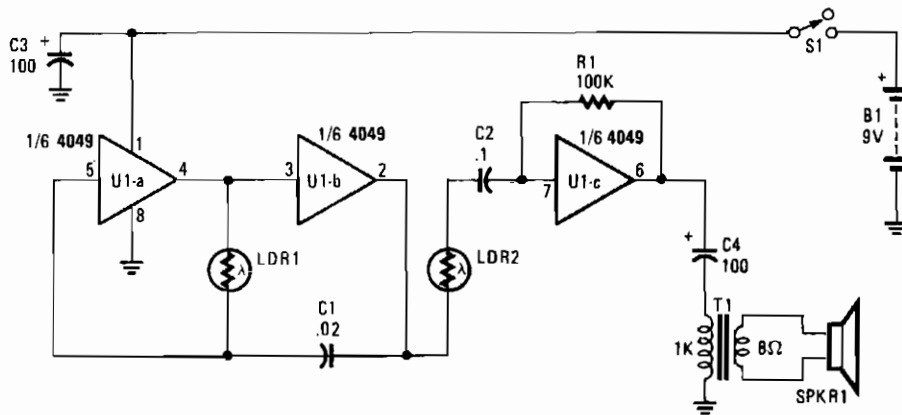 C3
+
100
S1
R1
100K
+
B1
9V
1/6 4049
1
5
4
U1-a
8
1/6 4049
3
2
U1-b
C2
.1
1/6 4049
7
6
U1-c
λ
LDR1
λ
LDR2
+
C4
100
C1
.02
T1
1K
8Ω
SPKR1